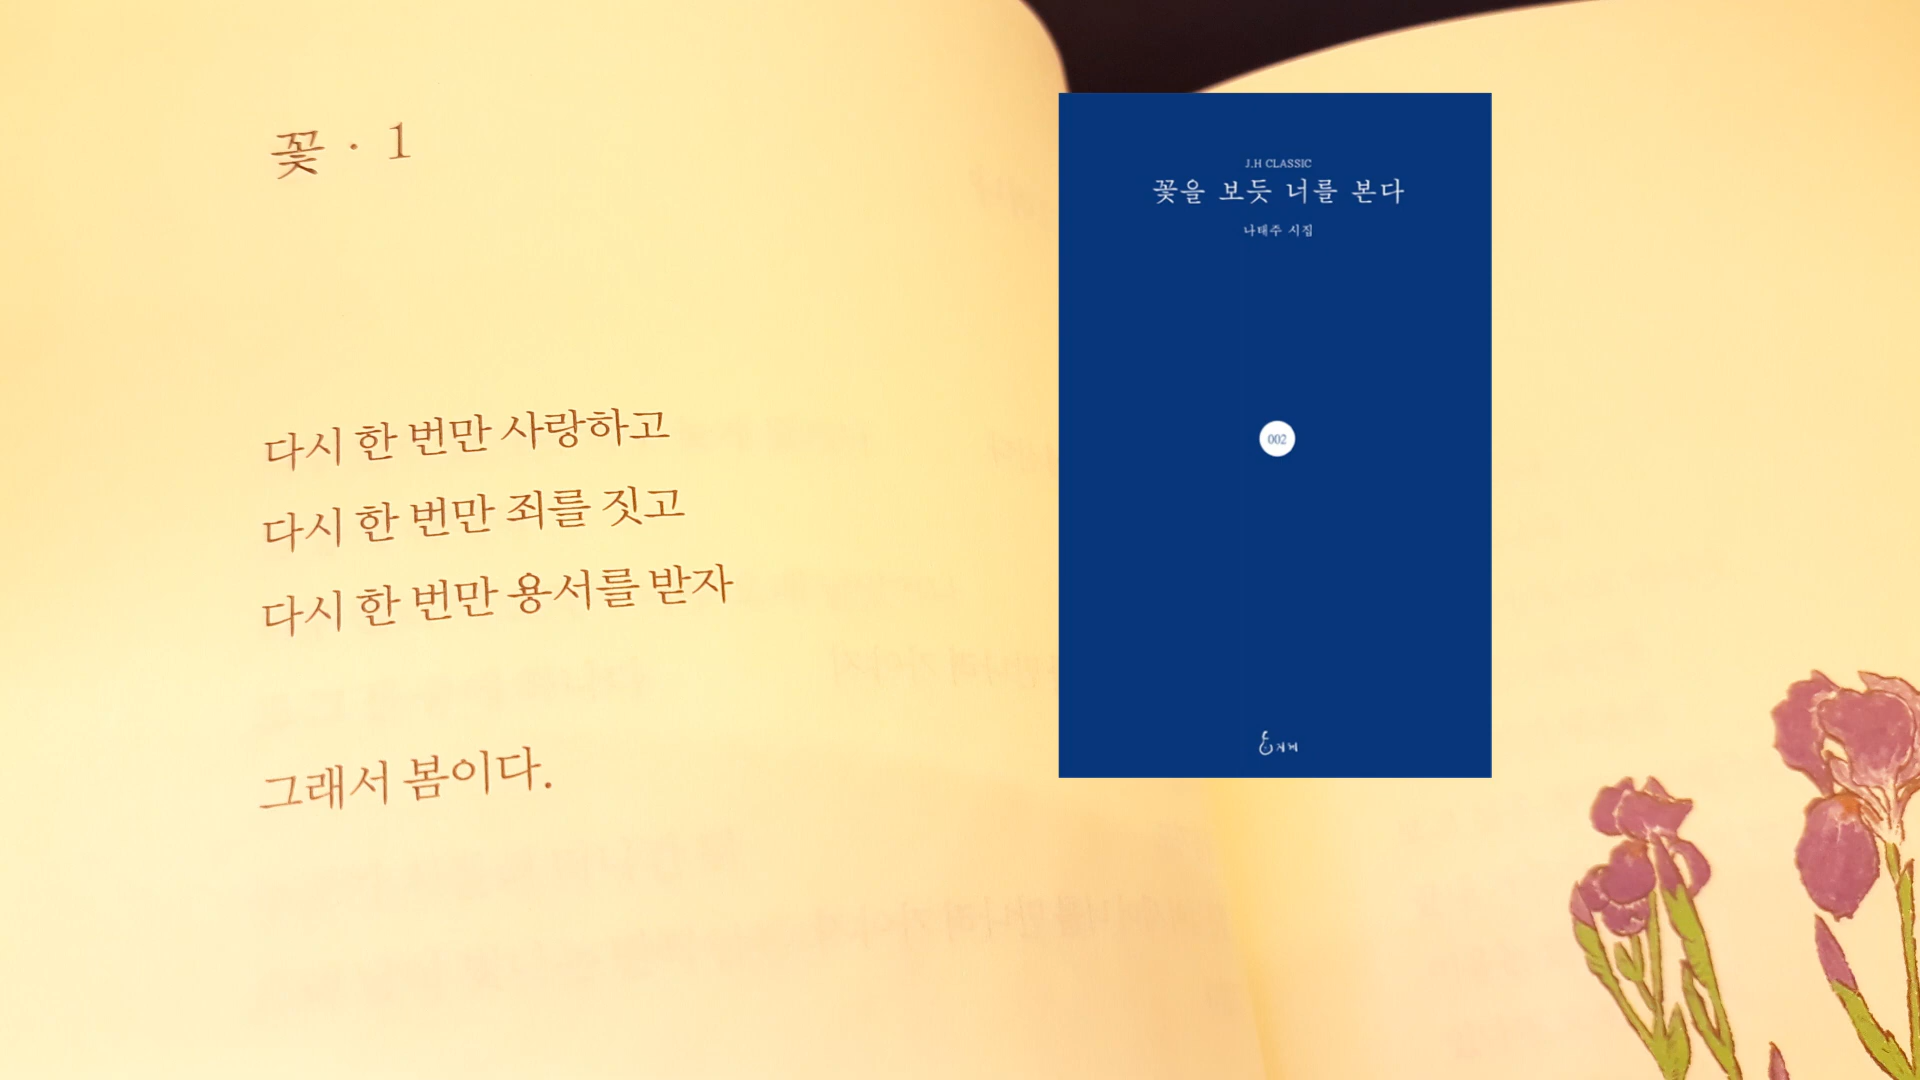 꽃 · 1
다시 한 번만 사랑하고
다시 한 번만 죄를 짓고
다시 한 번만 용서를 받자
그래서 봄이다.
J.H CLASSIC
꽃을 보듯 너를 본다
나태주 시집
002
지혜